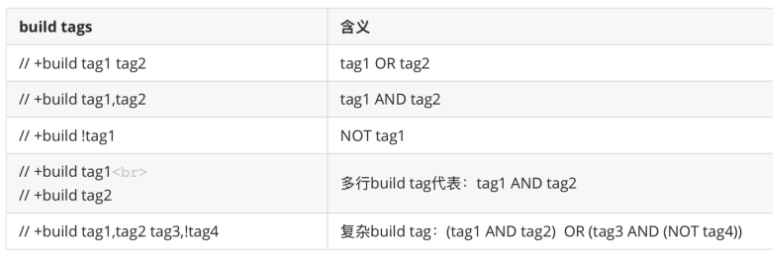 build tags 含义
// +build tag1 tag2 tag1 OR tag2
// +build tag1,tag2 tag1 AND tag2
// +build !tag1 NOT tag1
// +build tag1<br>
// +build tag2 多行build tag代表：tag1 AND tag2
// +build tag1,tag2 tag3,!tag4 复杂build tag：(tag1 AND tag2) OR (tag3 AND (NOT tag4))